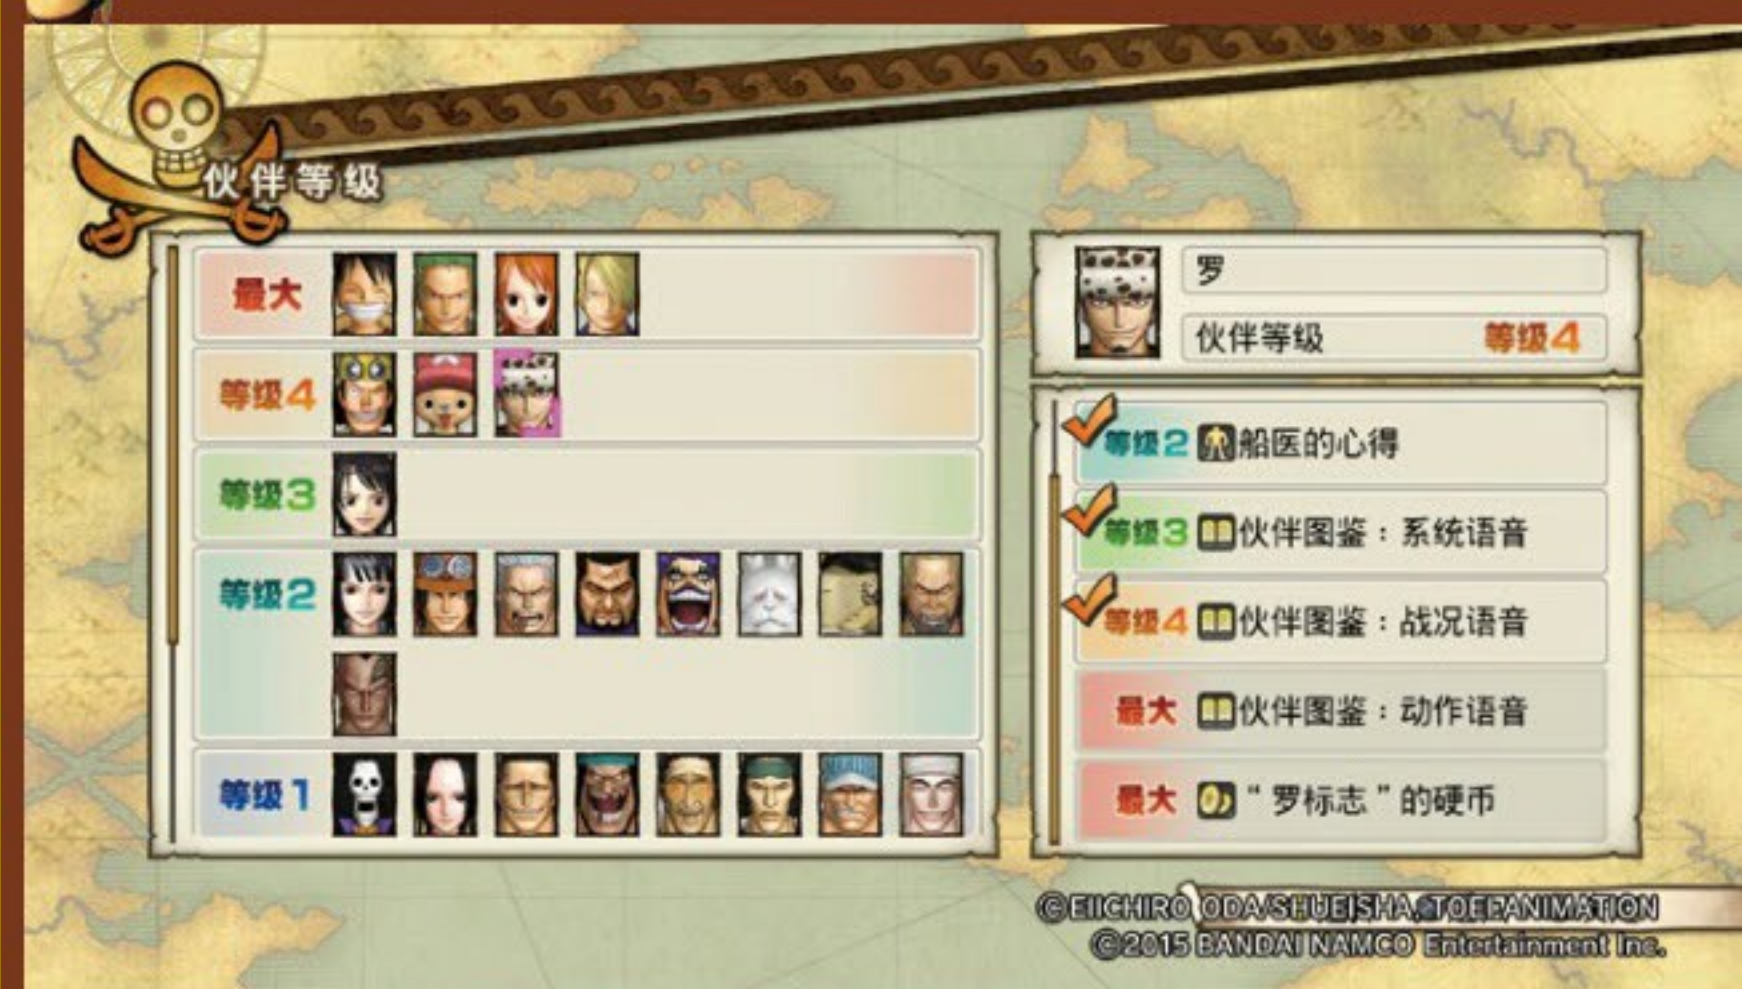 伙伴等级
最大
等级4
等级3
等级2
等级1
罗
伙伴等级 等级4
等级2 船医的心得
等级3 伙伴图鉴：系统语音
等级4 伙伴图鉴：战况语音
最大 伙伴图鉴：动作语音
最大 “罗标志”的硬币
©EIICHIRO ODA/SHUEISHA, TOEI ANIMATION
©2015 BANDAI NAMCO Entertainment Inc.